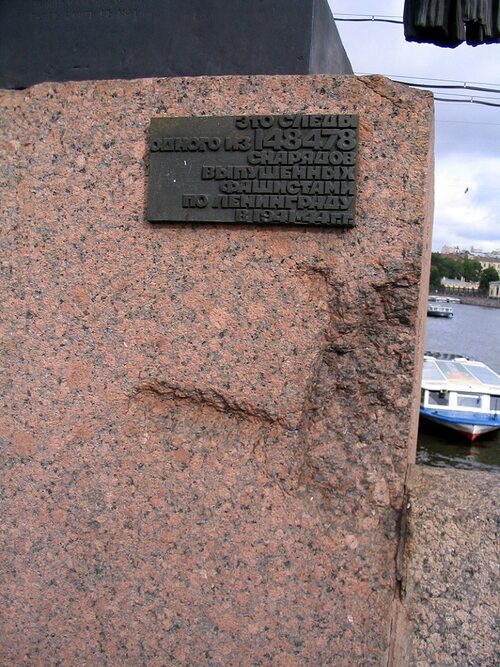 ЭТО СЛЕДЫ
ОДНОГО ИЗ 148478
СНАРЯДОВ
ВЫПУЩЕННЫХ
ФАШИСТАМИ
ПО ЛЕНИНГРАДУ
В 1941-44 гг.